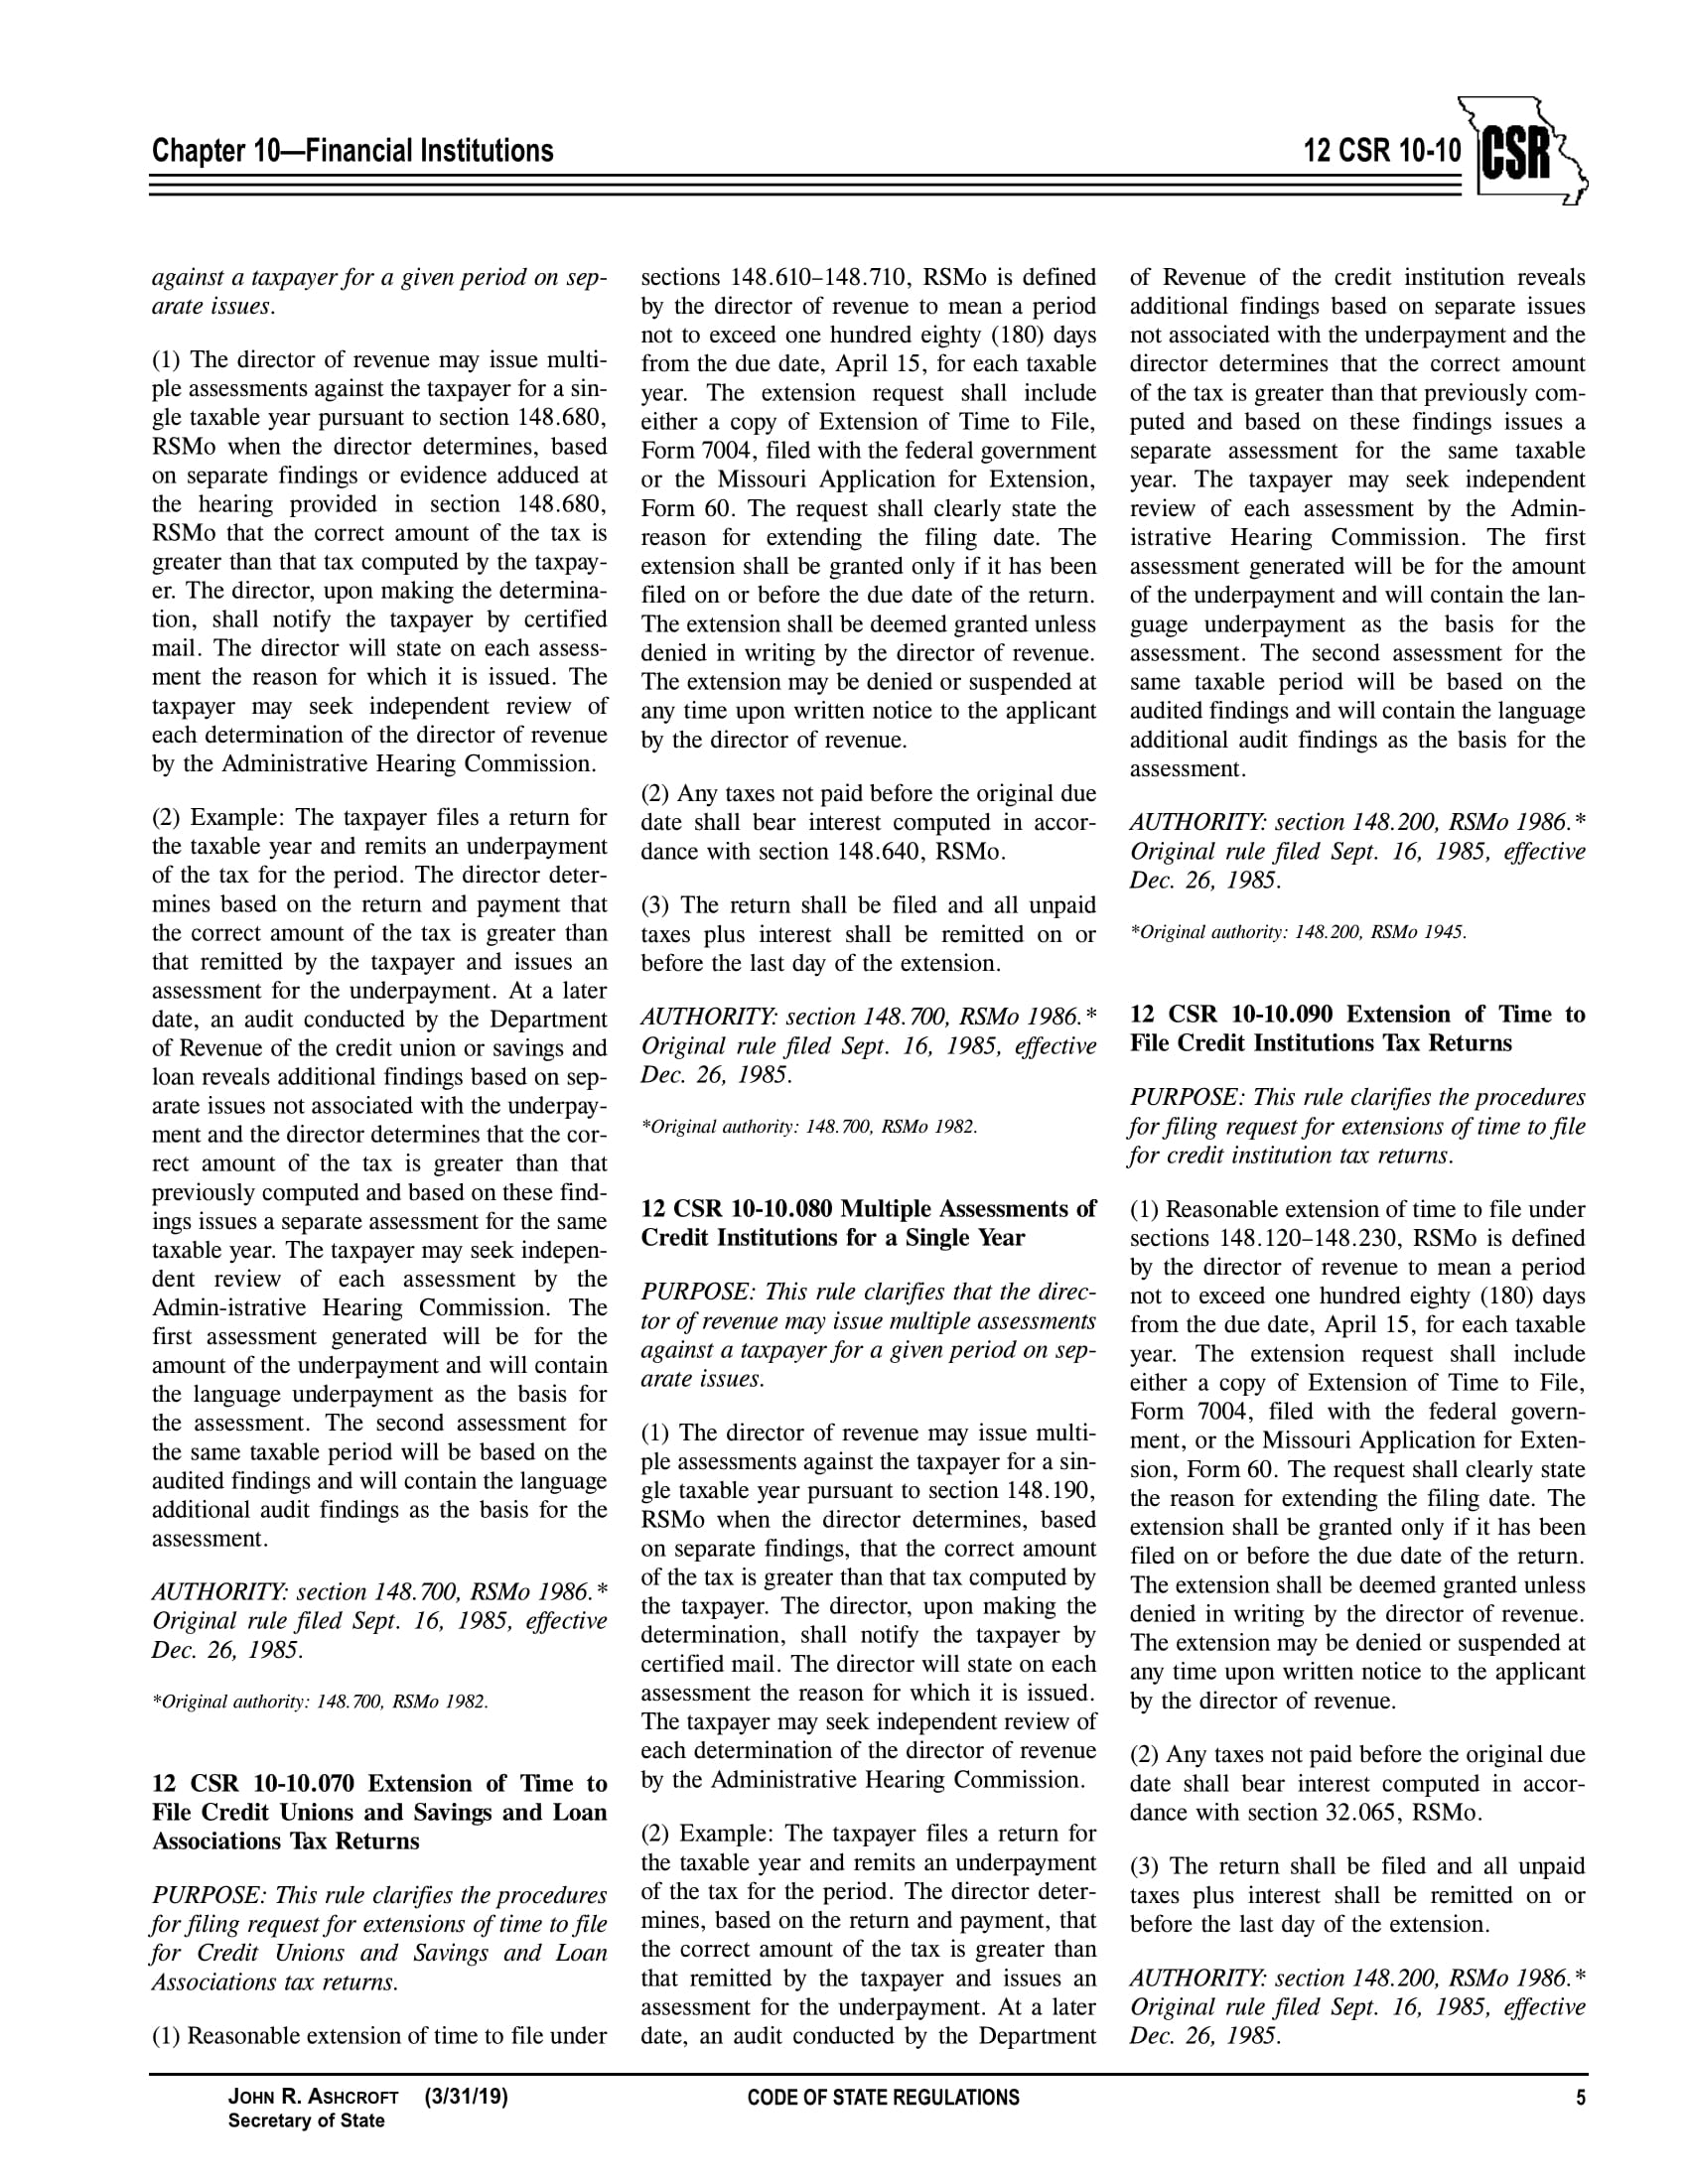 Chapter 10—Financial Institutions
12 CSR 10-10
CSR
against a taxpayer for a given period on sep-
arate issues.
(1) The director of revenue may issue multi-
ple assessments against the taxpayer for a sin-
gle taxable year pursuant to section 148.680,
RSMo when the director determines, based
on separate findings or evidence adduced at
the hearing provided in section 148.680,
RSMo that the correct amount of the tax is
greater than that tax computed by the taxpay-
er. The director, upon making the determina-
tion, shall notify the taxpayer by certified
mail. The director will state on each assess-
ment the reason for which it is issued. The
taxpayer may seek independent review of
each determination of the director of revenue
by the Administrative Hearing Commission.
(2) Example: The taxpayer files a return for
the taxable year and remits an underpayment
of the tax for the period. The director deter-
mines based on the return and payment that
the correct amount of the tax is greater than
that remitted by the taxpayer and issues an
assessment for the underpayment. At a later
date, an audit conducted by the Department
of Revenue of the credit union or savings and
loan reveals additional findings based on sep-
arate issues not associated with the underpay-
ment and the director determines that the cor-
rect amount of the tax is greater than that
previously computed and based on these find-
ings issues a separate assessment for the same
taxable year. The taxpayer may seek indepen-
dent review of each assessment by the
Admin-istrative Hearing Commission. The
first assessment generated will be for the
amount of the underpayment and will contain
the language underpayment as the basis for
the assessment. The second assessment for
the same taxable period will be based on the
audited findings and will contain the language
additional audit findings as the basis for the
assessment.
AUTHORITY: section 148.700, RSMo 1986.*
Original rule filed Sept. 16, 1985, effective
Dec. 26, 1985.
*Original authority: 148.700, RSMo 1982.
12 CSR 10-10.070 Extension of Time to
File Credit Unions and Savings and Loan
Associations Tax Returns
PURPOSE: This rule clarifies the procedures
for filing request for extensions of time to file
for Credit Unions and Savings and Loan
Associations tax returns.
(1) Reasonable extension of time to file under
sections 148.610–148.710, RSMo is defined
by the director of revenue to mean a period
not to exceed one hundred eighty (180) days
from the due date, April 15, for each taxable
year. The extension request shall include
either a copy of Extension of Time to File,
Form 7004, filed with the federal government
or the Missouri Application for Extension,
Form 60. The request shall clearly state the
reason for extending the filing date. The
extension shall be granted only if it has been
filed on or before the due date of the return.
The extension shall be deemed granted unless
denied in writing by the director of revenue.
The extension may be denied or suspended at
any time upon written notice to the applicant
by the director of revenue.
(2) Any taxes not paid before the original due
date shall bear interest computed in accor-
dance with section 148.640, RSMo.
(3) The return shall be filed and all unpaid
taxes plus interest shall be remitted on or
before the last day of the extension.
AUTHORITY: section 148.700, RSMo 1986.*
Original rule filed Sept. 16, 1985, effective
Dec. 26, 1985.
*Original authority: 148.700, RSMo 1982.
12 CSR 10-10.080 Multiple Assessments of
Credit Institutions for a Single Year
PURPOSE: This rule clarifies that the direc-
tor of revenue may issue multiple assessments
against a taxpayer for a given period on sep-
arate issues.
(1) The director of revenue may issue multi-
ple assessments against the taxpayer for a sin-
gle taxable year pursuant to section 148.190,
RSMo when the director determines, based
on separate findings, that the correct amount
of the tax is greater than that tax computed by
the taxpayer. The director, upon making the
determination, shall notify the taxpayer by
certified mail. The director will state on each
assessment the reason for which it is issued.
The taxpayer may seek independent review of
each determination of the director of revenue
by the Administrative Hearing Commission.
(2) Example: The taxpayer files a return for
the taxable year and remits an underpayment
of the tax for the period. The director deter-
mines, based on the return and payment, that
the correct amount of the tax is greater than
that remitted by the taxpayer and issues an
assessment for the underpayment. At a later
date, an audit conducted by the Department
of Revenue of the credit institution reveals
additional findings based on separate issues
not associated with the underpayment and the
director determines that the correct amount
of the tax is greater than that previously com-
puted and based on these findings issues a
separate assessment for the same taxable
year. The taxpayer may seek independent
review of each assessment by the Admin-
istrative Hearing Commission. The first
assessment generated will be for the amount
of the underpayment and will contain the lan-
guage underpayment as the basis for the
assessment. The second assessment for the
same taxable period will be based on the
audited findings and will contain the language
additional audit findings as the basis for the
assessment.
AUTHORITY: section 148.200, RSMo 1986.*
Original rule filed Sept. 16, 1985, effective
Dec. 26, 1985.
*Original authority: 148.200, RSMo 1945.
12 CSR 10-10.090 Extension of Time to
File Credit Institutions Tax Returns
PURPOSE: This rule clarifies the procedures
for filing request for extensions of time to file
for credit institution tax returns.
(1) Reasonable extension of time to file under
sections 148.120–148.230, RSMo is defined
by the director of revenue to mean a period
not to exceed one hundred eighty (180) days
from the due date, April 15, for each taxable
year. The extension request shall include
either a copy of Extension of Time to File,
Form 7004, filed with the federal govern-
ment, or the Missouri Application for Exten-
sion, Form 60. The request shall clearly state
the reason for extending the filing date. The
extension shall be granted only if it has been
filed on or before the due date of the return.
The extension shall be deemed granted unless
denied in writing by the director of revenue.
The extension may be denied or suspended at
any time upon written notice to the applicant
by the director of revenue.
(2) Any taxes not paid before the original due
date shall bear interest computed in accor-
dance with section 32.065, RSMo.
(3) The return shall be filed and all unpaid
taxes plus interest shall be remitted on or
before the last day of the extension.
AUTHORITY: section 148.200, RSMo 1986.*
Original rule filed Sept. 16, 1985, effective
Dec. 26, 1985.
JOHN R. ASHCROFT (3/31/19)
Secretary of State
CODE OF STATE REGULATIONS
5